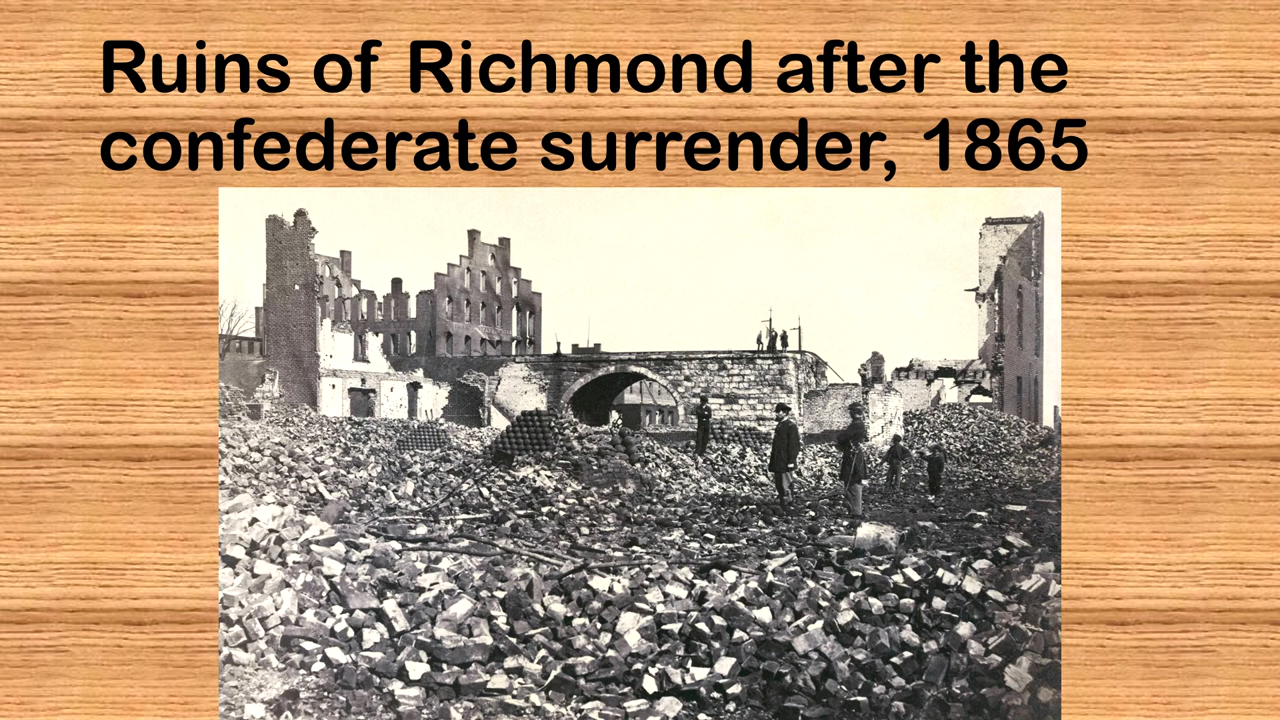 Ruins of Richmond after the
confederate surrender, 1865